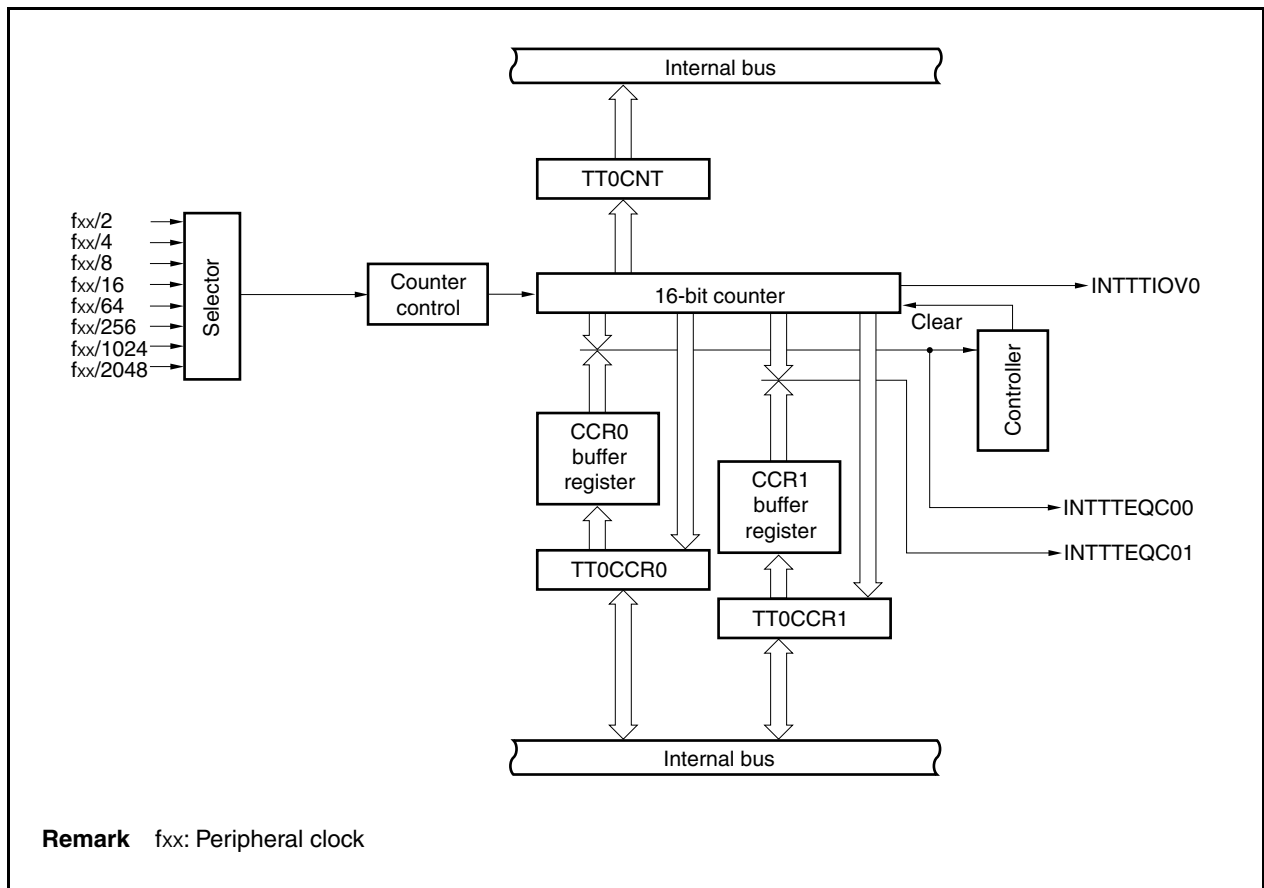 Internal bus
TT0CNT
fxx/2
fxx/4
fxx/8
fxx/16
fxx/64
fxx/256
fxx/1024
fxx/2048
Selector
Counter
control
16-bit counter
INTTTIOV0
Clear
Controller
CCR0
buffer
register
CCR1
buffer
register
INTTTEQC00
INTTTEQC01
TT0CCR0
TT0CCR1
Internal bus
Remark fxx: Peripheral clock